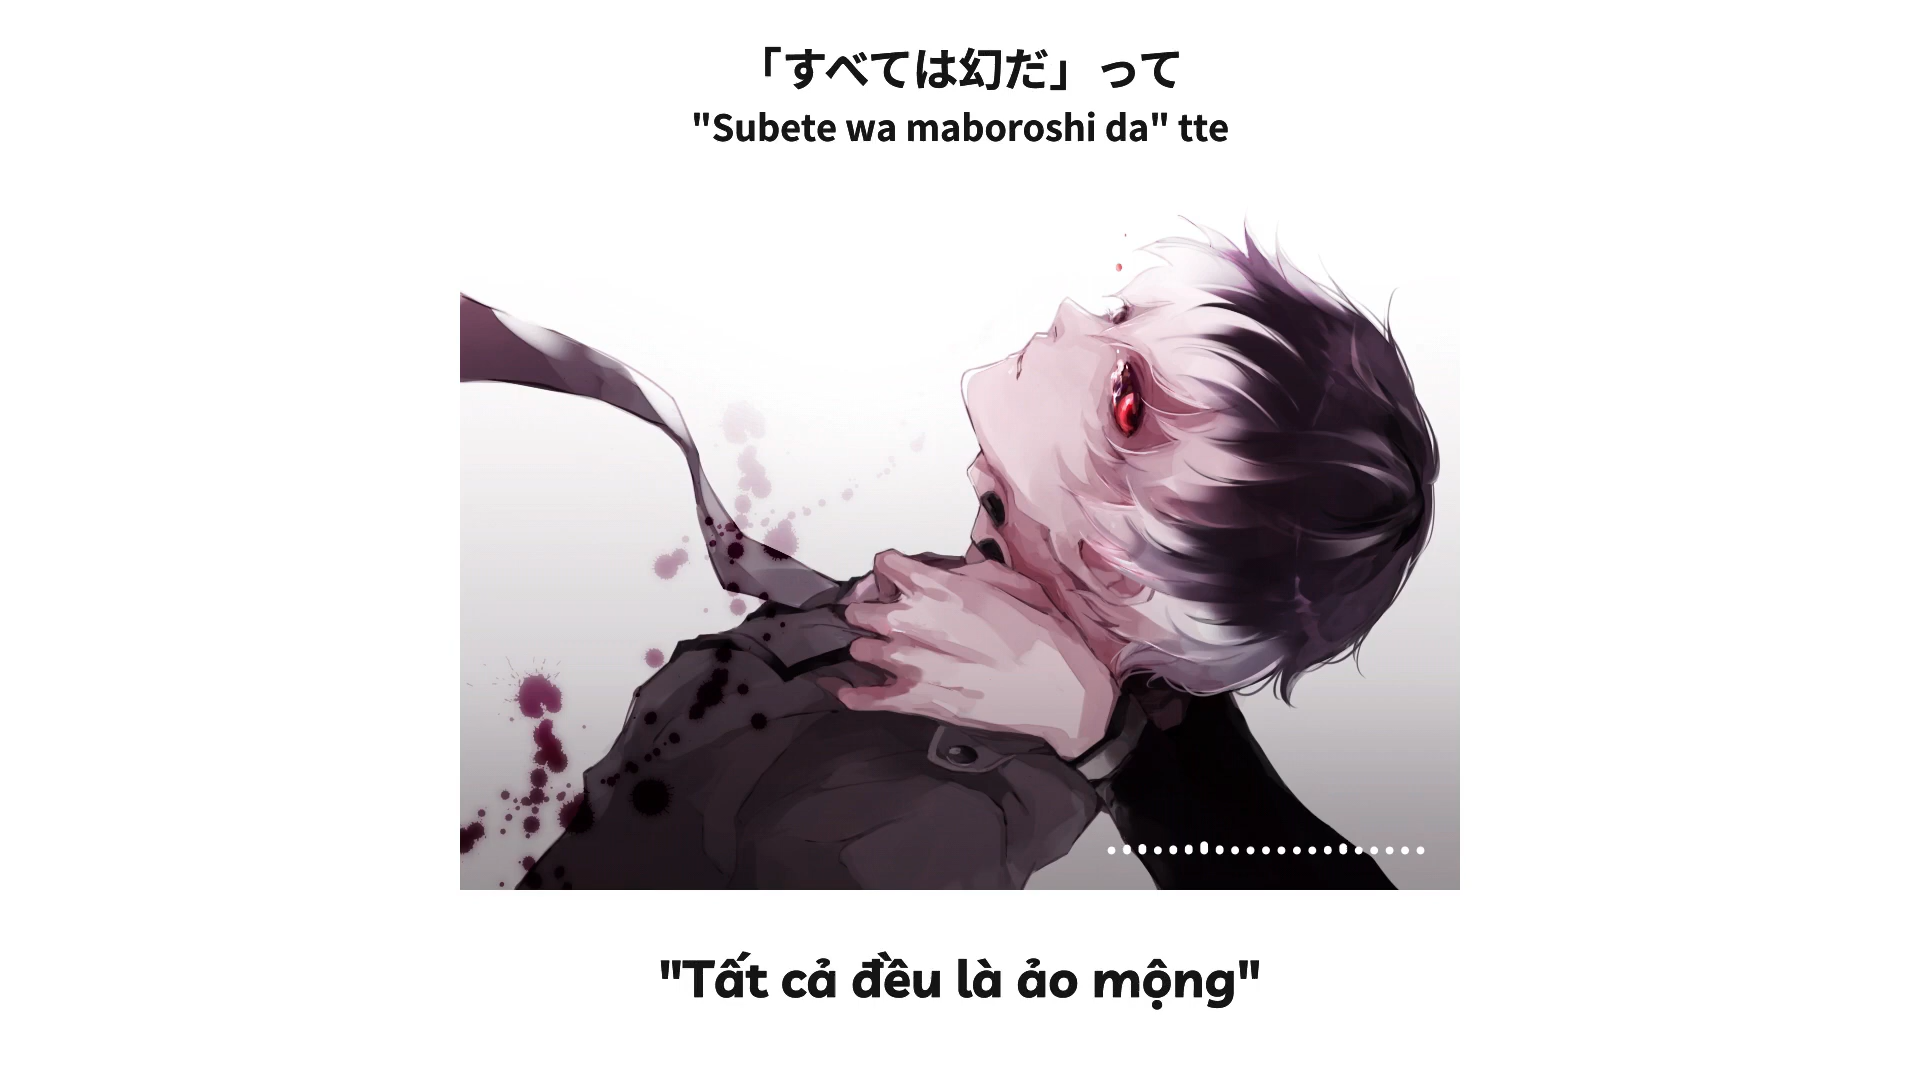 「すべては幻だ」 って
"Subete wa maboroshi da" tte
"Tất cả đều là ảo mộng"